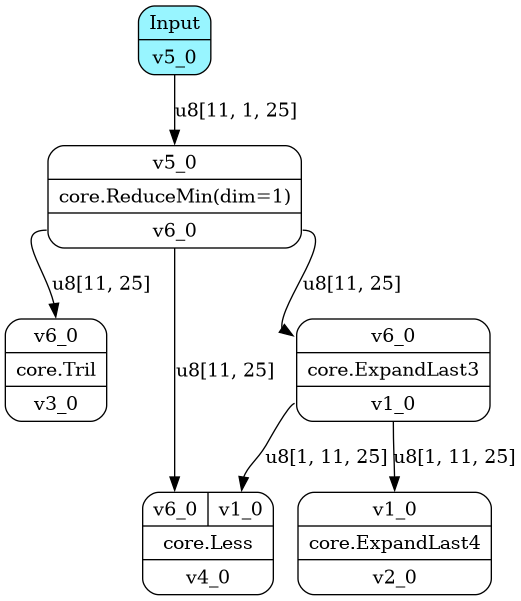 Input
v5_0
u8[11, 1, 25]
v5_0
core.ReduceMin(dim=1)
v6_0
u8[11, 25]
u8[11, 25]
v6_0
core.Tril
v3_0
v6_0
core.ExpandLast3
v1_0
u8[11, 25]
u8[1, 11, 25]
u8[1, 11, 25]
v6_0 v1_0
core.Less
v4_0
v1_0
core.ExpandLast4
v2_0